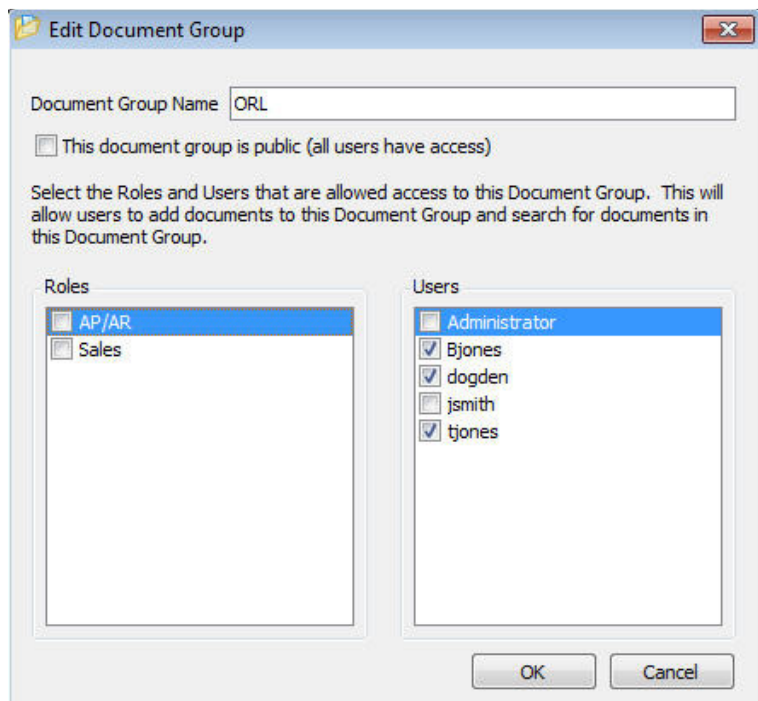 Edit Document Group
Document Group Name ORL
This document group is public (all users have access)
Select the Roles and Users that are allowed access to this Document Group. This will
allow users to add documents to this Document Group and search for documents in
this Document Group.
Roles
AP/AR
Sales
Users
Administrator
Bjones
dogden
jsmith
tjones
OK
Cancel